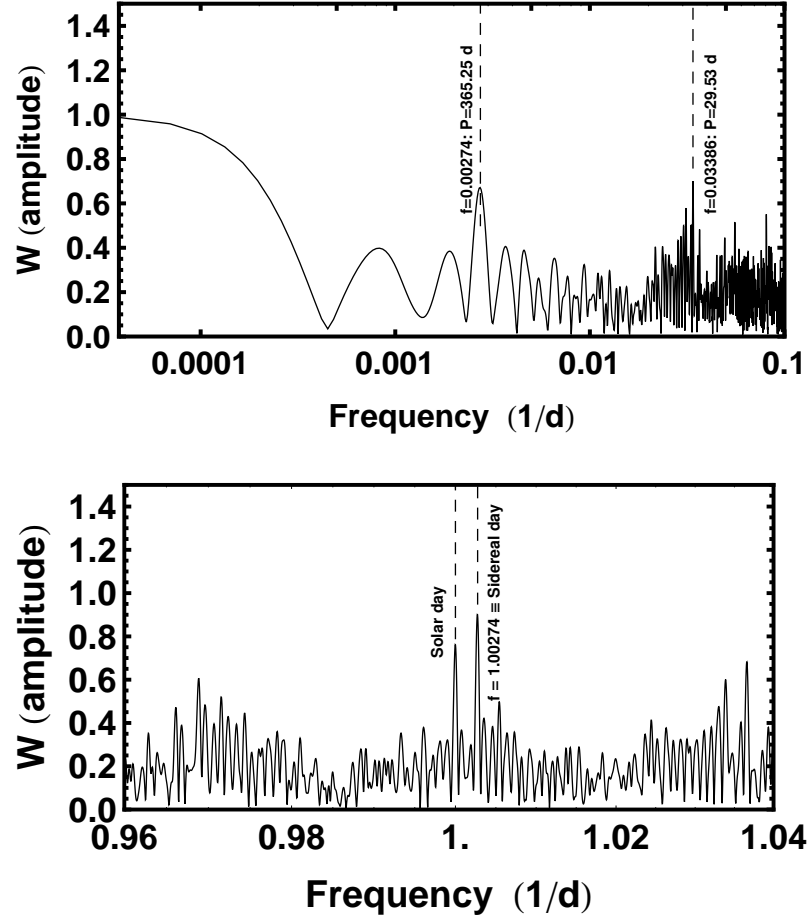 1.4
1.2
1.0
0.8
0.6
0.4
0.2
0.0
W (amplitude)
f=0.00274: P=365.25 d
f=0.03386: P=29.53 d
0.0001 0.001 0.01 0.1
Frequency (1/d)
1.4
1.2
1.0
0.8
0.6
0.4
0.2
0.0
W (amplitude)
Solar day
f = 1.00274 ≡ Sidereal day
0.96 0.98 1. 1.02 1.04
Frequency (1/d)